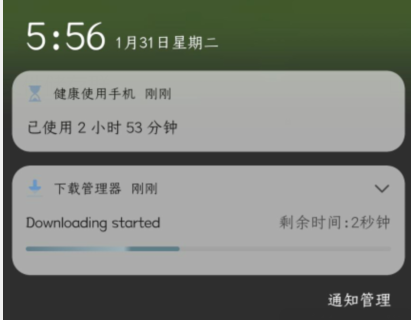 5:56 1月31日星期二
健康使用手机 刚刚
已使用 2 小时 53 分钟
下载管理器 刚刚
Downloading started 剩余时间:2秒钟
通知管理